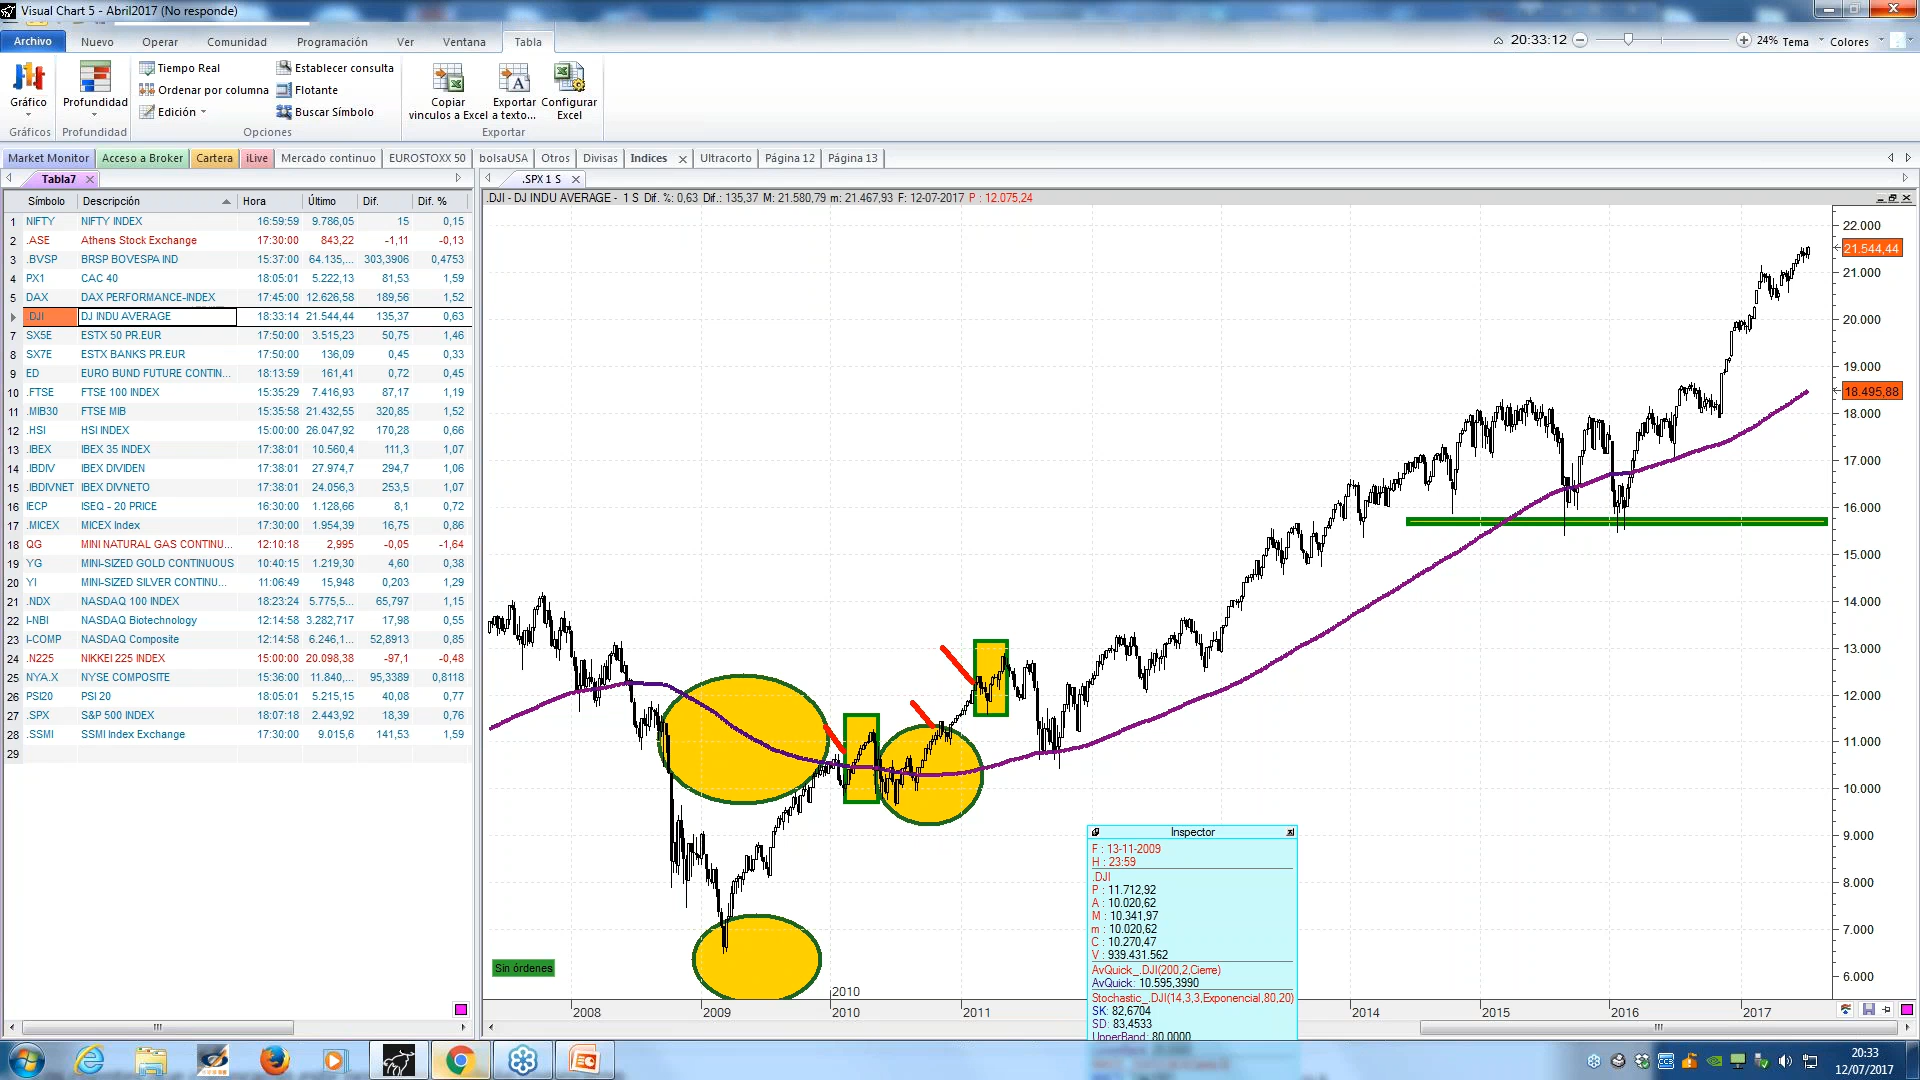 Visual Chart 5 - Abril2017 (No responde)
Archivo Nuevo Operar Comunidad Programación Ver Ventana Tabla
20:33:12 24% Tema Colores
Gráfico
Profundidad
Tiempo Real
Ordenar por columna
Edición
Establecer consulta
Flotante
Buscar Símbolo
Copiar vinculos a Excel
Exportar a texto...
Configurar Excel
Gráficos Profundidad Opciones Exportar
Market Monitor Acceso a Broker Cartera iLive Mercado continuo EUROSTOXX 50 bolsaUSA Otros Divisas Indices Ultracorto Página 12 Página 13
Tabla7
Símbolo Descripción Hora Último Dif. Dif. %
1 NIFTY NIFTY INDEX 16:59:59 9.786,05 15 0,15
2 .ASE Athens Stock Exchange 17:30:00 843,22 -1,11 -0,13
3 .BVSP BRSP BOVESPA IND 15:37:00 64.135,... 303,3906 0,4753
4 PX1 CAC 40 18:05:01 5.222,13 81,53 1,59
5 DAX DAX PERFORMANCE-INDEX 17:45:00 12.626,58 189,56 1,52
.DJI DJ INDU AVERAGE 18:33:14 21.544,44 135,37 0,63
7 SX5E ESTX 50 PR.EUR 17:50:00 3.515,23 50,75 1,46
8 SX7E ESTX BANKS PR.EUR 17:50:00 136,09 0,45 0,33
9 ED EURO BUND FUTURE CONTIN... 18:13:59 161,41 0,72 0,45
10 .FTSE FTSE 100 INDEX 15:35:29 7.416,93 87,17 1,19
11 .MIB30 FTSE MIB 15:35:58 21.432,55 320,85 1,52
12 .HSI HSI INDEX 15:00:00 26.047,92 170,28 0,66
13 .IBEX IBEX 35 INDEX 17:38:01 10.560,4 111,3 1,07
14 .IBDIV IBEX DIVIDEN 17:38:01 27.974,7 294,7 1,06
15 .IBDIVNET IBEX DIVNETO 17:38:01 24.056,3 253,5 1,07
16 IECP ISEQ - 20 PRICE 16:30:00 1.128,66 8,1 0,72
17 .MICEX MICEX Index 17:30:00 1.954,39 16,75 0,86
18 QG MINI NATURAL GAS CONTINU... 12:10:18 2,995 -0,05 -1,64
19 YG MINI-SIZED GOLD CONTINUOUS 10:40:15 1.219,30 4,60 0,38
20 YI MINI-SIZED SILVER CONTINU... 11:06:49 15,948 0,203 1,29
21 .NDX NASDAQ 100 INDEX 18:23:24 5.775,5... 65,797 1,15
22 I-NBI NASDAQ Biotechnology 12:14:58 3.282,717 17,98 0,55
23 I-COMP NASDAQ Composite 12:14:58 6.246,1... 52,8913 0,85
24 .N225 NIKKEI 225 INDEX 15:00:00 20.098,38 -97,1 -0,48
25 NYA.X NYSE COMPOSITE 15:36:00 11.840,... 95,3389 0,8118
26 PSI20 PSI 20 18:05:01 5.215,15 40,08 0,77
27 .SPX S&P 500 INDEX 18:07:18 2.443,92 18,39 0,76
28 .SSMI SSMI Index Exchange 17:30:00 9.015,6 141,53 1,59
29
.SPX 1 S
.DJI - DJ INDU AVERAGE - 1 S Dif. %: 0,63 Dif.: 135,37 M: 21.580,79 m: 21.467,93 F: 12-07-2017 P : 12.075,24
22.000
21.544,44
21.000
20.000
19.000
18.495,88
18.000
17.000
16.000
15.000
14.000
13.000
12.000
11.000
10.000
9.000
8.000
7.000
6.000
Sin órdenes
Inspector
F : 13-11-2009
H : 23:59
.DJI
P : 11.712,92
A : 10.020,62
M : 10.341,97
m : 10.020,62
C : 10.270,47
V : 939.431.562
AvQuick_.DJI(200,2,Cierre)
AvQuick: 10.595,3990
Stochastic_.DJI(14,3,3,Exponencial,80,20)
SK: 82,6704
SD: 83,4533
UpperBand: 80,0000
2010
2008 2009 2010 2011 2014 2015 2016 2017
20:33
12/07/2017